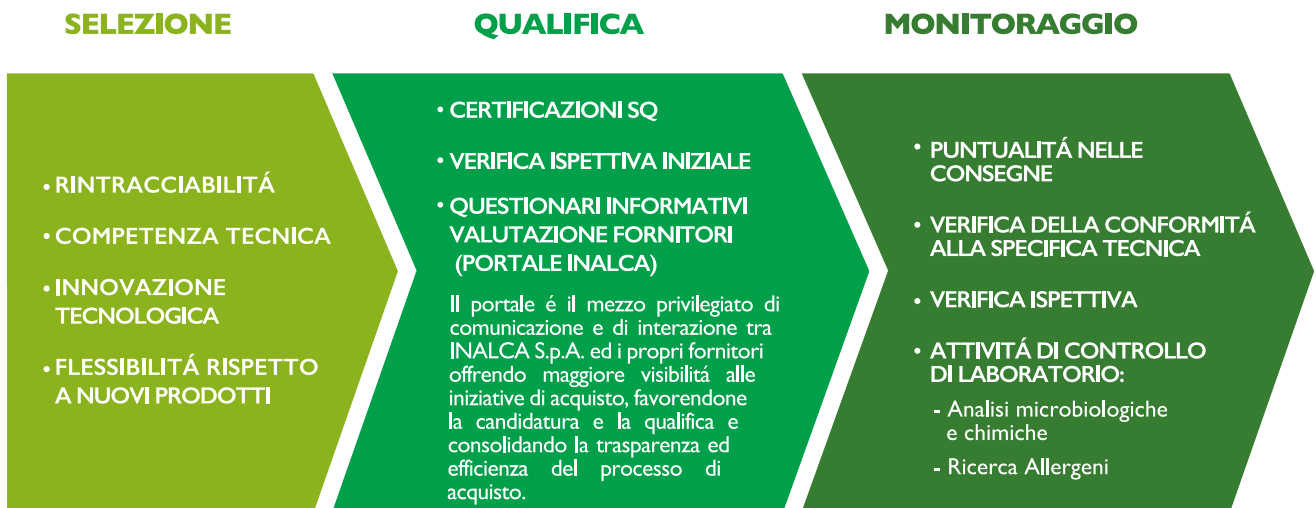 SELEZIONE
• RINTRACCIABILITÁ
• COMPETENZA TECNICA
• INNOVAZIONE
TECNOLOGICA
• FLESSIBILITÁ RISPETTO
A NUOVI PRODOTTI
QUALIFICA
• CERTIFICAZIONI SQ
• VERIFICA ISPETTIVA INIZIALE
• QUESTIONARI INFORMATIVI
VALUTAZIONE FORNITORI
(PORTALE INALCA)
Il portale é il mezzo privilegiato di
comunicazione e di interazione tra
INALCA S.p.A. ed i propri fornitori
offrendo maggiore visibilitá alle
iniziative di acquisto, favorendone
la candidatura e la qualifica e
consolidando la trasparenza ed
efficienza del processo di
acquisto.
MONITORAGGIO
• PUNTUALITÁ NELLE
CONSEGNE
• VERIFICA DELLA CONFORMITÁ
ALLA SPECIFICA TECNICA
• VERIFICA ISPETTIVA
• ATTIVITÁ DI CONTROLLO
DI LABORATORIO:
- Analisi microbiologiche
e chimiche
- Ricerca Allergeni